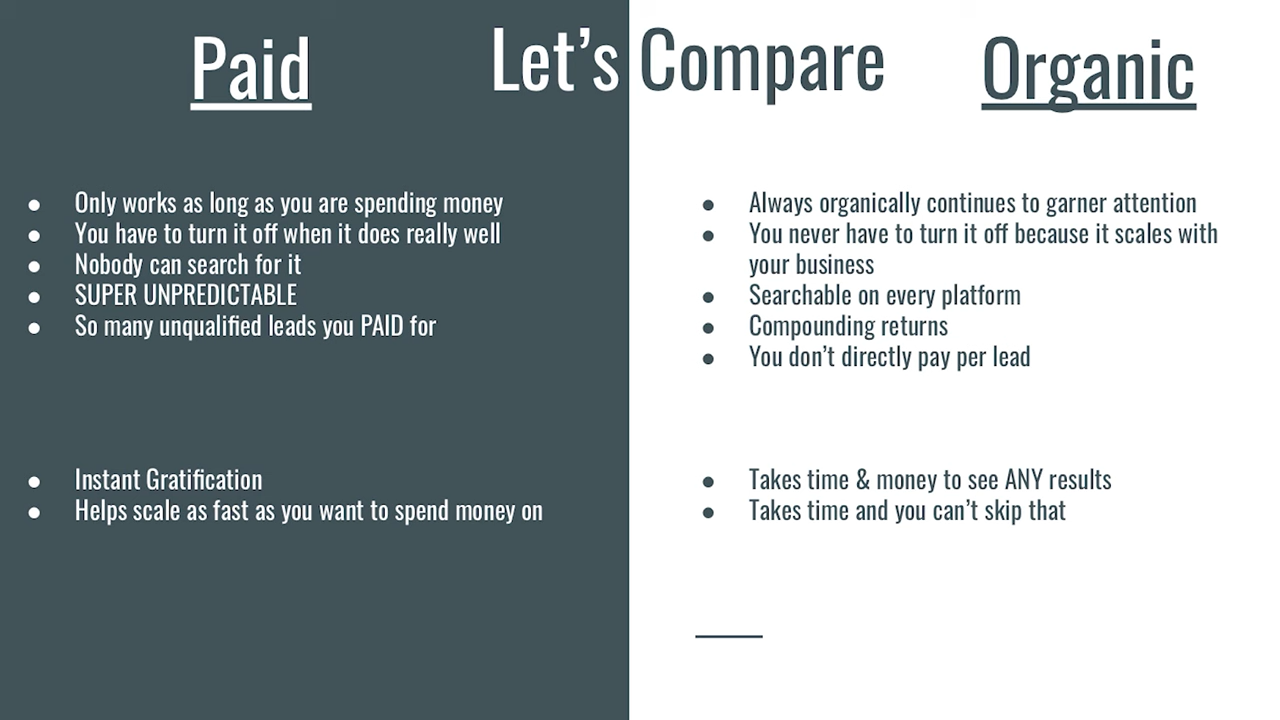 Let's Compare
Paid
● Only works as long as you are spending money
● You have to turn it off when it does really well
● Nobody can search for it
● SUPER UNPREDICTABLE
● So many unqualified leads you PAID for
● Instant Gratification
● Helps scale as fast as you want to spend money on
Organic
● Always organically continues to garner attention
● You never have to turn it off because it scales with
your business
● Searchable on every platform
● Compounding returns
● You don't directly pay per lead
● Takes time & money to see ANY results
● Takes time and you can't skip that